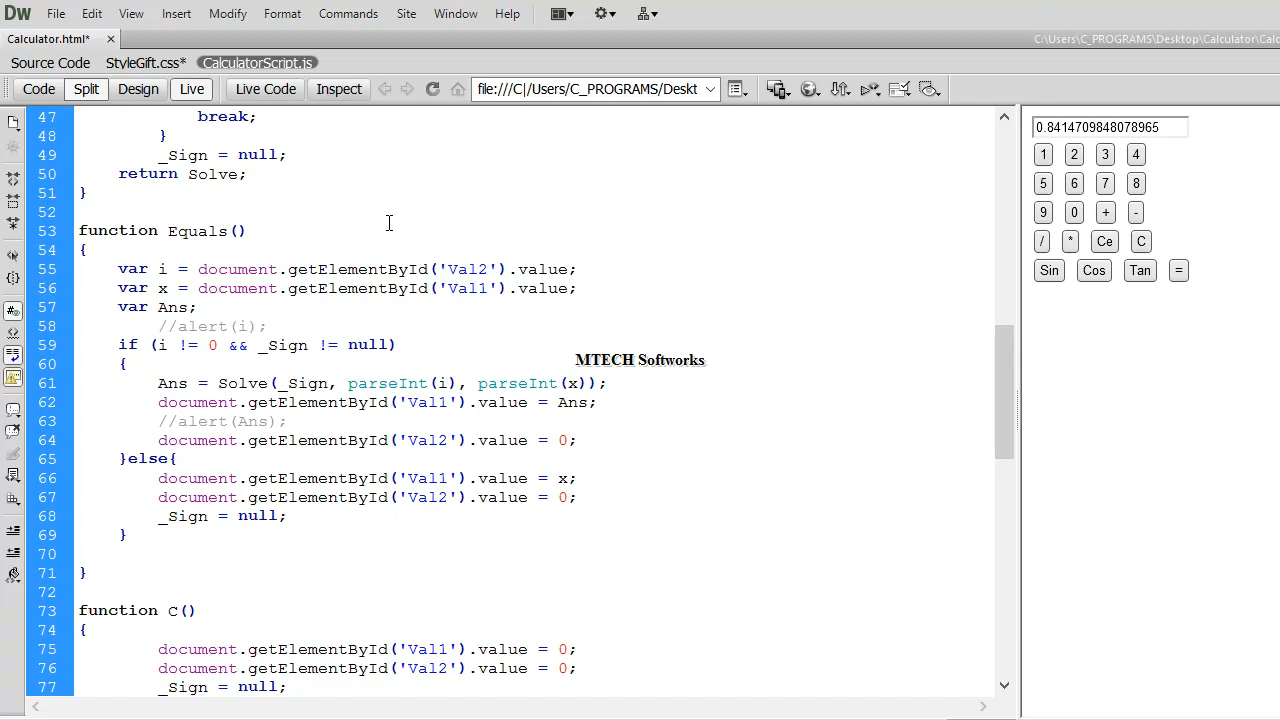 Dw File Edit View Insert Modify Format Commands Site Window Help
Calculator.html* ×
C:\Users\C_PROGRAMS\Desktop\Calculator\Calc
Source Code StyleGift.css* CalculatorScript.js
Code Split Design Live Live Code Inspect file:///C|/Users/C_PROGRAMS/Deskt
47 break;
48 }
49 _Sign = null;
50 return Solve;
51 }
52
53 function Equals()
54 {
55 var i = document.getElementById('Val2').value;
56 var x = document.getElementById('Val1').value;
57 var Ans;
58 //alert(i);
59 if (i != 0 && _Sign != null)
60 {
61 Ans = Solve(_Sign, parseInt(i), parseInt(x));
62 document.getElementById('Val1').value = Ans;
63 //alert(Ans);
64 document.getElementById('Val2').value = 0;
65 }else{
66 document.getElementById('Val1').value = x;
67 document.getElementById('Val2').value = 0;
68 _Sign = null;
69 }
70
71 }
72
73 function C()
74 {
75 document.getElementById('Val1').value = 0;
76 document.getElementById('Val2').value = 0;
77 _Sign = null;
MTECH Softworks
0.8414709848078965
1 2 3 4
5 6 7 8
9 0 + -
/ * Ce C
Sin Cos Tan =